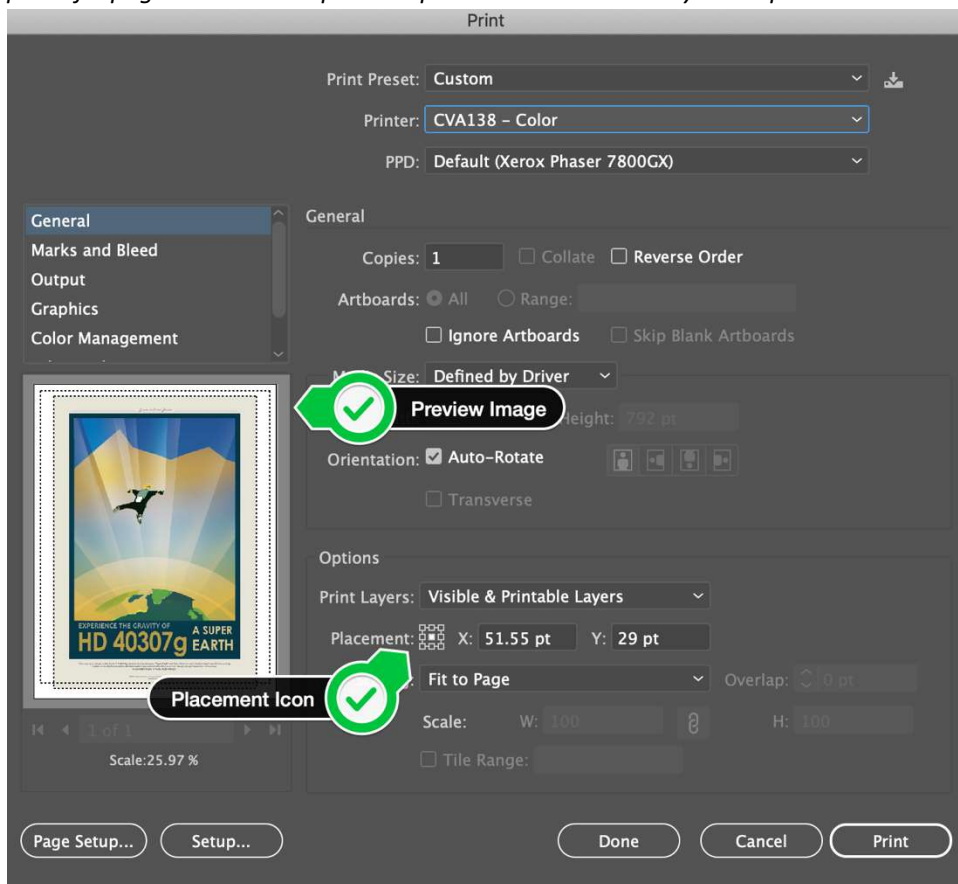 Print
Print Preset: Custom
Printer: CVA138 – Color
PPD: Default (Xerox Phaser 7800GX)
General
Marks and Bleed
Output
Graphics
Color Management
General
Copies: 1 Collate Reverse Order
Artboards: All Range:
Ignore Artboards Skip Blank Artboards
Size: Defined by Driver
Preview Image
Height: 792 pt
Orientation: Auto-Rotate
Transverse
EXPERIENCE THE GRAVITY OF
HD 40307g A SUPER EARTH
Options
Print Layers: Visible & Printable Layers
Placement: X: 51.55 pt Y: 29 pt
Fit to Page Overlap: 0 pt
Placement Icon
Scale: W: 100 H: 100
Tile Range:
1 of 1
Scale:25.97 %
Page Setup... Setup... Done Cancel Print